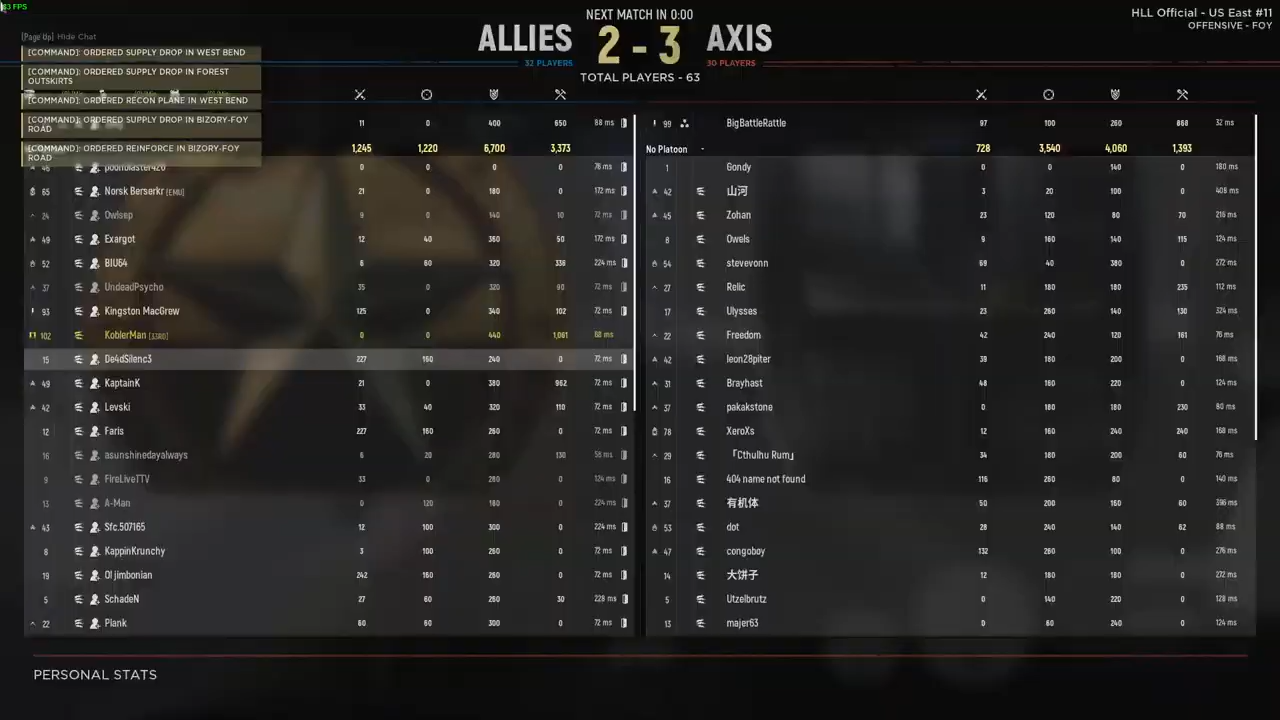 63 FPS
NEXT MATCH IN 0:00
ALLIES 2 - 3 AXIS
32 PLAYERS 30 PLAYERS
TOTAL PLAYERS - 63
HLL Official - US East #11
OFFENSIVE - FOY
[Page Up] Hide Chat
[COMMAND]: ORDERED SUPPLY DROP IN WEST BEND
[COMMAND]: ORDERED SUPPLY DROP IN FOREST
OUTSKIRTS
[COMMAND]: ORDERED RECON PLANE IN WEST BEND
[COMMAND]: ORDERED SUPPLY DROP IN BIZORY-FOY
ROAD
[COMMAND]: ORDERED REINFORCE IN BIZORY-FOY
ROAD
11 0 400 650 88 ms
1,245 1,220 6,700 3,373
46 poomblaster420 0 0 0 0 76 ms
65 Norsk Berserkr [EMU] 21 0 180 0 172 ms
24 Owlsep 9 0 140 10 72 ms
49 Exargot 12 40 360 50 172 ms
52 BIU64 6 60 320 336 224 ms
37 UndeadPsycho 35 0 320 90 72 ms
93 Kingston MacGrew 125 0 340 102 72 ms
102 KoblerMan [33RD] 0 0 440 1,061 68 ms
15 De4dSilenc3 227 160 240 0 72 ms
49 KaptainK 21 0 380 962 72 ms
42 Levski 33 40 320 110 72 ms
12 Faris 227 160 260 0 72 ms
16 asunshinedayalways 6 20 280 130 56 ms
9 FireLiveTTV 33 0 280 0 124 ms
13 A-Man 0 120 180 0 224 ms
43 Sfc.507165 12 100 300 0 224 ms
8 KappinKrunchy 3 100 260 0 72 ms
19 Ol jimbonian 242 160 260 0 72 ms
5 SchadeN 27 60 260 30 228 ms
22 Plank 60 60 300 0 72 ms
99 BigBattleRattle 97 100 260 868 32 ms
No Platoon - 728 3,540 4,060 1,393
1 Gondy 0 0 140 0 180 ms
42 山河 3 20 100 0 408 ms
45 Zohan 23 120 80 70 216 ms
8 Owels 9 160 140 115 124 ms
54 stevevonn 69 40 380 0 272 ms
27 Relic 11 180 180 235 112 ms
17 Ulysses 23 260 140 130 324 ms
22 Freedom 42 240 120 161 76 ms
42 leon28piter 39 180 200 0 168 ms
31 Brayhast 48 160 220 0 124 ms
37 pakakstone 0 180 180 230 80 ms
78 XeroXs 12 160 240 240 168 ms
29 「Cthulhu Rum」 34 180 200 60 76 ms
16 404 name not found 116 260 80 0 140 ms
37 有机体 50 200 160 60 396 ms
53 dot 28 240 140 62 88 ms
47 congoboy 132 260 100 0 276 ms
14 大饼子 12 180 180 0 272 ms
5 Utzelbrutz 0 140 220 0 128 ms
13 majer63 0 60 240 0 124 ms
PERSONAL STATS